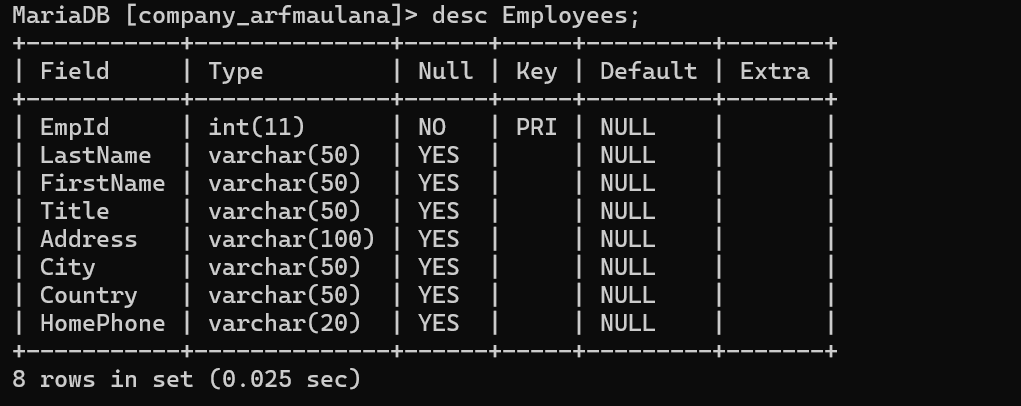 MariaDB [company_arfmaulana]> desc Employees;
+-----------+--------------+------+-----+---------+-------+
| Field     | Type         | Null | Key | Default | Extra |
+-----------+--------------+------+-----+---------+-------+
| EmpId     | int(11)      | NO   | PRI | NULL    |       |
| LastName  | varchar(50)  | YES  |     | NULL    |       |
| FirstName | varchar(50)  | YES  |     | NULL    |       |
| Title     | varchar(50)  | YES  |     | NULL    |       |
| Address   | varchar(100) | YES  |     | NULL    |       |
| City      | varchar(50)  | YES  |     | NULL    |       |
| Country   | varchar(50)  | YES  |     | NULL    |       |
| HomePhone | varchar(20)  | YES  |     | NULL    |       |
+-----------+--------------+------+-----+---------+-------+
8 rows in set (0.025 sec)